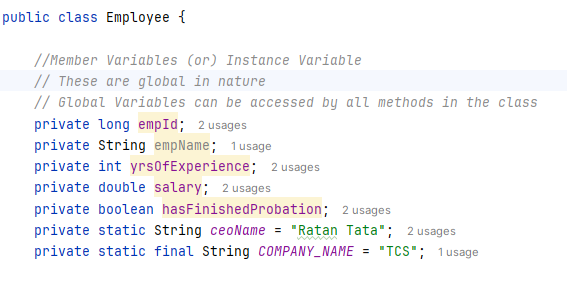 public class Employee {
//Member Variables (or) Instance Variable
// These are global in nature
// Global Variables can be accessed by all methods in the class
private long empId; 2 usages
private String empName; 1 usage
private int yrsOfExperience; 2 usages
private double salary; 2 usages
private boolean hasFinishedProbation; 2 usages
private static String ceoName = "Ratan Tata"; 2 usages
private static final String COMPANY_NAME = "TCS"; 1 usage